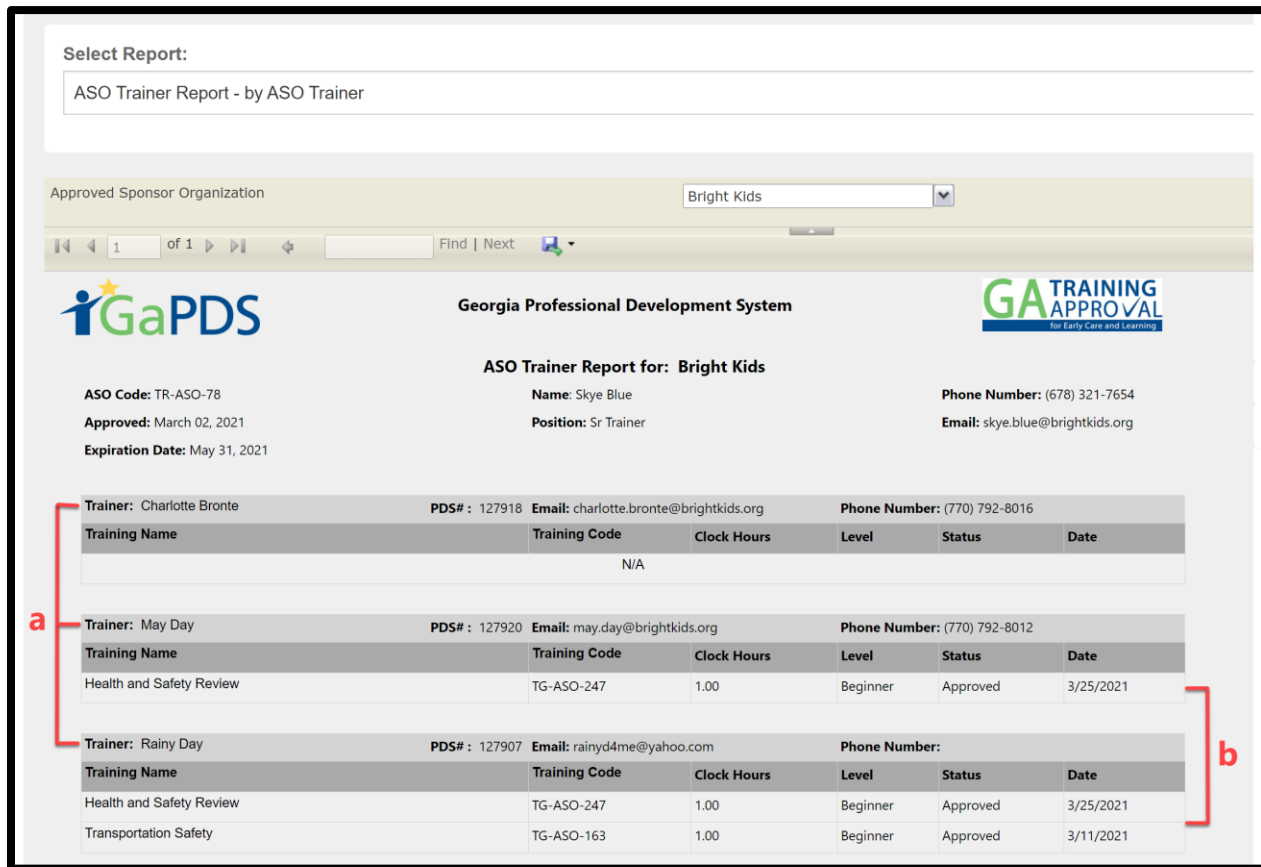 Select Report:
ASO Trainer Report - by ASO Trainer
Approved Sponsor Organization Bright Kids
1 of 1 Find | Next
GaPDS Georgia Professional Development System GA TRAINING APPROVAL
for Early Care and Learning
ASO Trainer Report for: Bright Kids
ASO Code: TR-ASO-78 Name: Skye Blue Phone Number: (678) 321-7654
Approved: March 02, 2021 Position: Sr Trainer Email: skye.blue@brightkids.org
Expiration Date: May 31, 2021
Trainer: Charlotte Bronte PDS# : 127918 Email: charlotte.bronte@brightkids.org Phone Number: (770) 792-8016
Training Name Training Code Clock Hours Level Status Date
N/A
a Trainer: May Day PDS# : 127920 Email: may.day@brightkids.org Phone Number: (770) 792-8012
Training Name Training Code Clock Hours Level Status Date
Health and Safety Review TG-ASO-247 1.00 Beginner Approved 3/25/2021
Trainer: Rainy Day PDS# : 127907 Email: rainyd4me@yahoo.com Phone Number: b
Training Name Training Code Clock Hours Level Status Date
Health and Safety Review TG-ASO-247 1.00 Beginner Approved 3/25/2021
Transportation Safety TG-ASO-163 1.00 Beginner Approved 3/11/2021